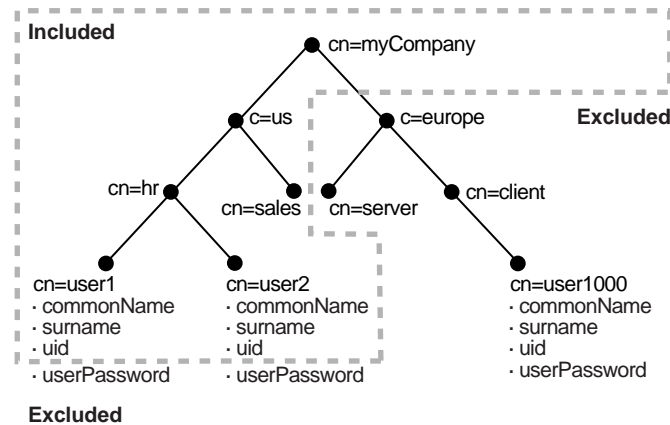 Included
cn=myCompany
c=us
c=europe
Excluded
cn=hr
cn=sales
cn=server
cn=client
cn=user1
· commonName
· surname
· uid
· userPassword
cn=user2
· commonName
· surname
· uid
· userPassword
cn=user1000
· commonName
· surname
· uid
· userPassword
Excluded